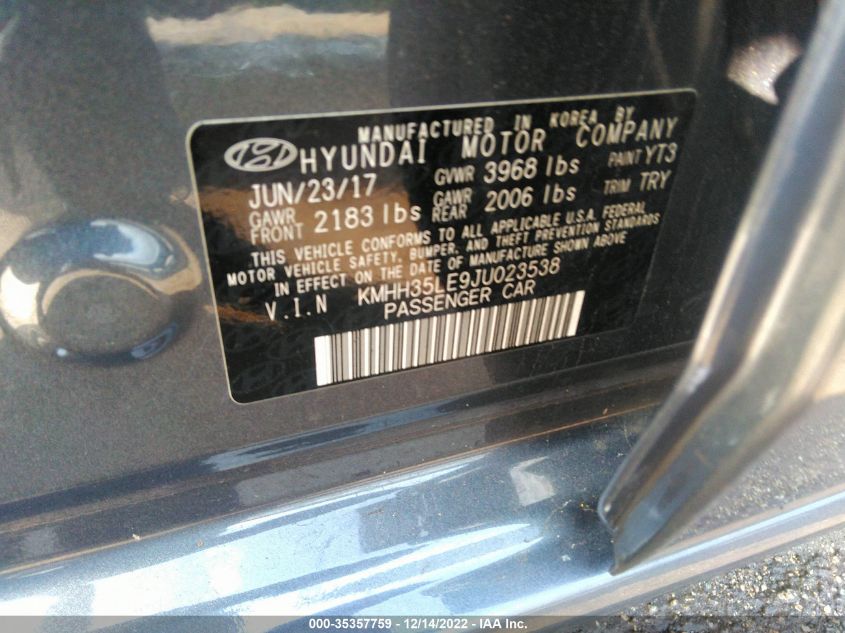 MANUFACTURED IN KOREA BY
HYUNDAI MOTOR COMPANY
JUN/23/17 GVWR 3968 lbs PAINT YT3
GAWR FRONT 2183 lbs GAWR REAR 2006 lbs TRIM TRY
THIS VEHICLE CONFORMS TO ALL APPLICABLE U.S.A. FEDERAL
MOTOR VEHICLE SAFETY, BUMPER, AND THEFT PREVENTION STANDARDS
IN EFFECT ON THE DATE OF MANUFACTURE SHOWN ABOVE
V.I.N KMHH35LE9JU023538
PASSENGER CAR
000-35357759 - 12/14/2022 - IAA Inc.